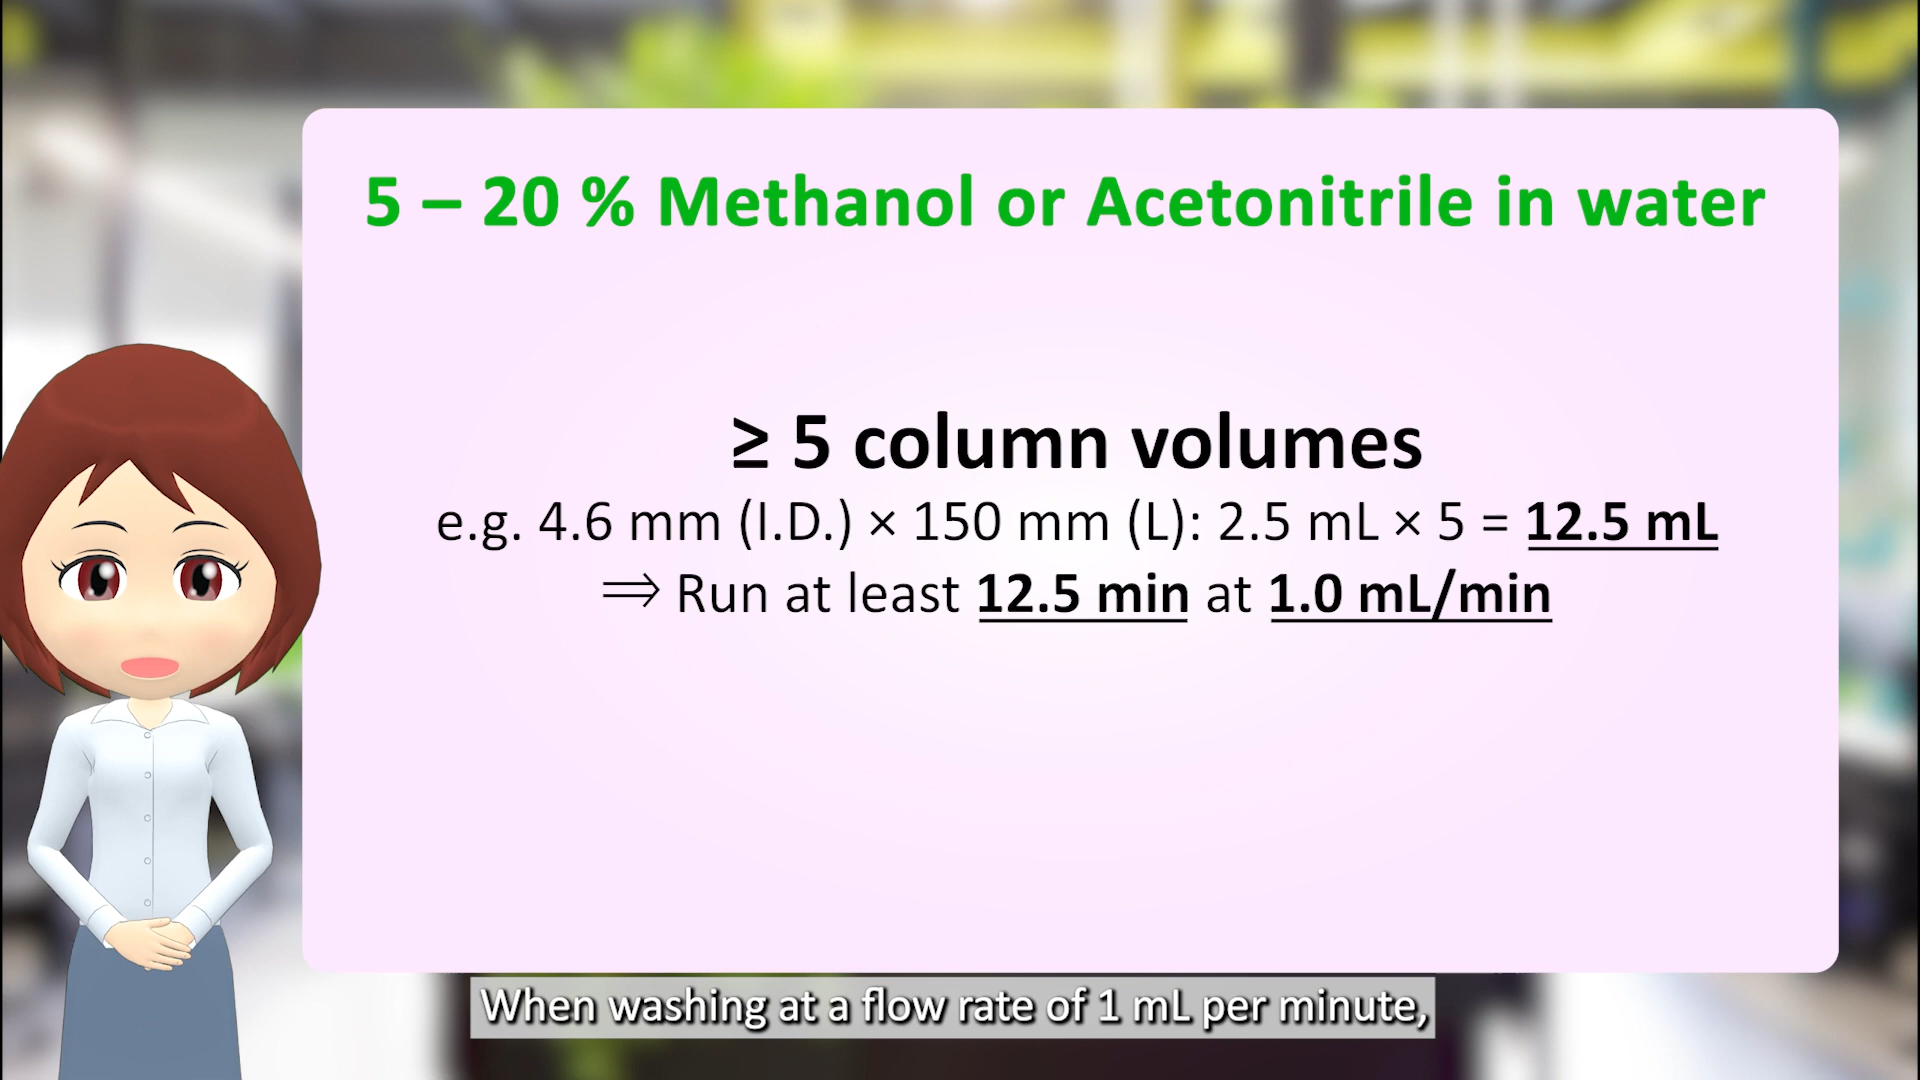 5 – 20 % Methanol or Acetonitrile in water
≥ 5 column volumes
e.g. 4.6 mm (I.D.) × 150 mm (L): 2.5 mL × 5 = 12.5 mL
⇒ Run at least 12.5 min at 1.0 mL/min
When washing at a flow rate of 1 mL per minute,